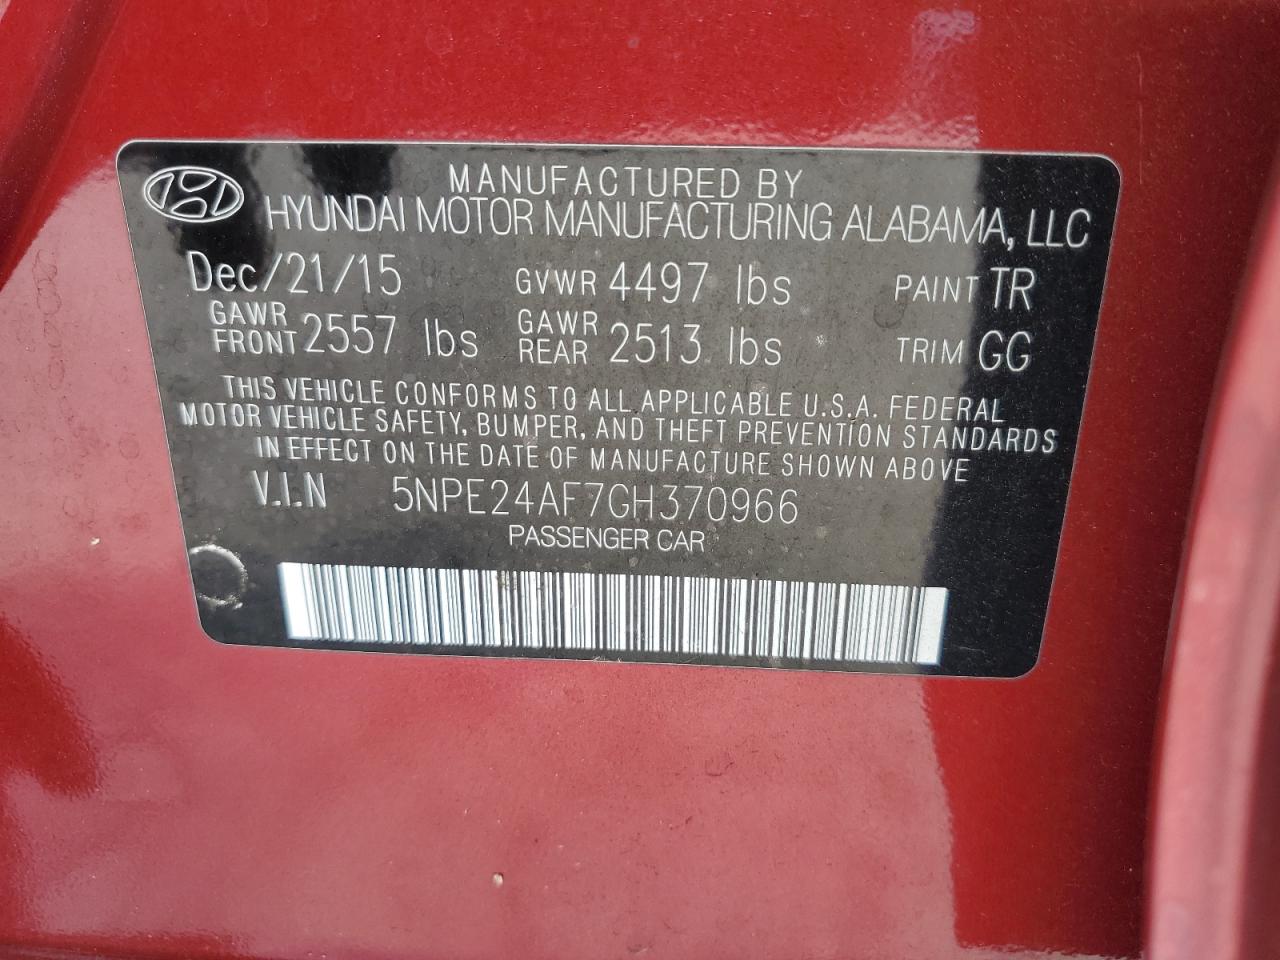 MANUFACTURED BY
HYUNDAI MOTOR MANUFACTURING ALABAMA, LLC
Dec/21/15 GVWR 4497 lbs PAINT TR
GAWR FRONT 2557 lbs GAWR REAR 2513 lbs TRIM GG
THIS VEHICLE CONFORMS TO ALL APPLICABLE U.S.A. FEDERAL
MOTOR VEHICLE SAFETY, BUMPER, AND THEFT PREVENTION STANDARDS
IN EFFECT ON THE DATE OF MANUFACTURE SHOWN ABOVE
V.I.N 5NPE24AF7GH370966
PASSENGER CAR